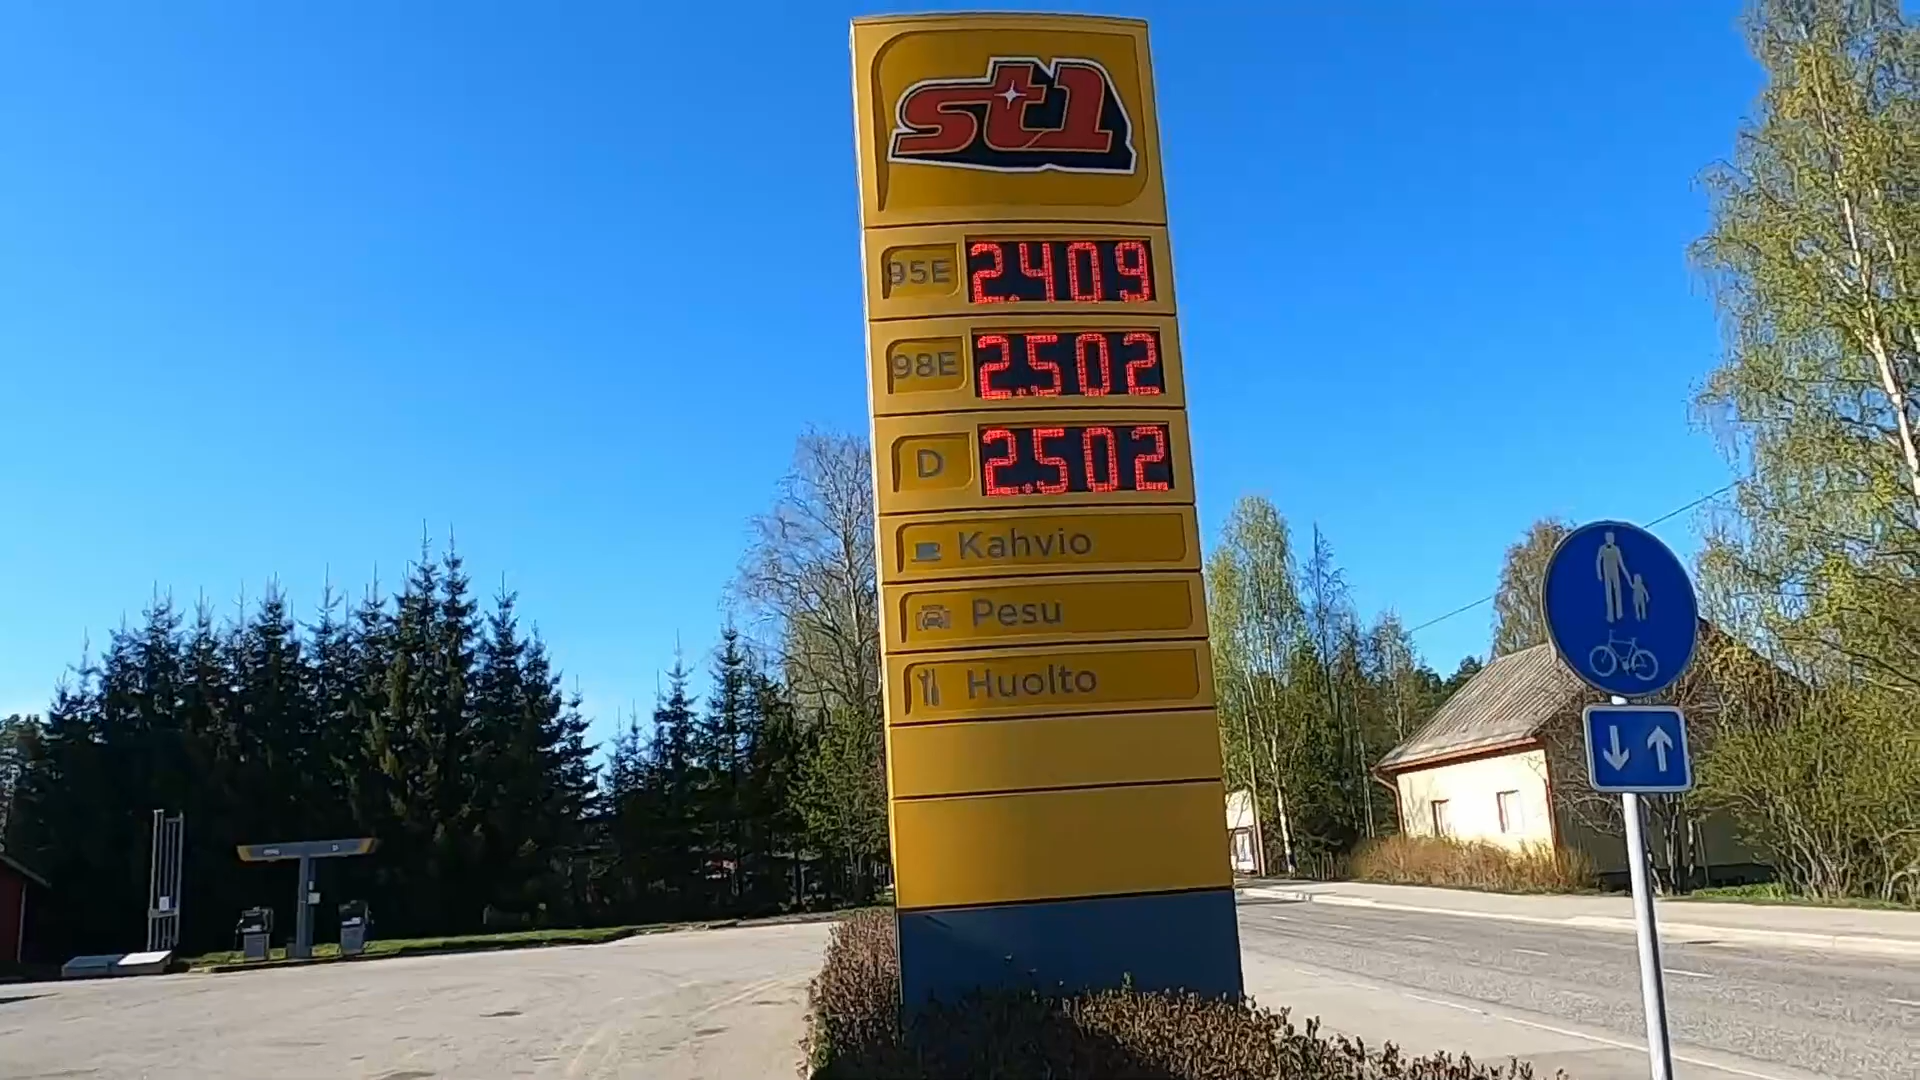 st1
95E 2.409
98E 2.502
D 2.502
Kahvio
Pesu
Huolto